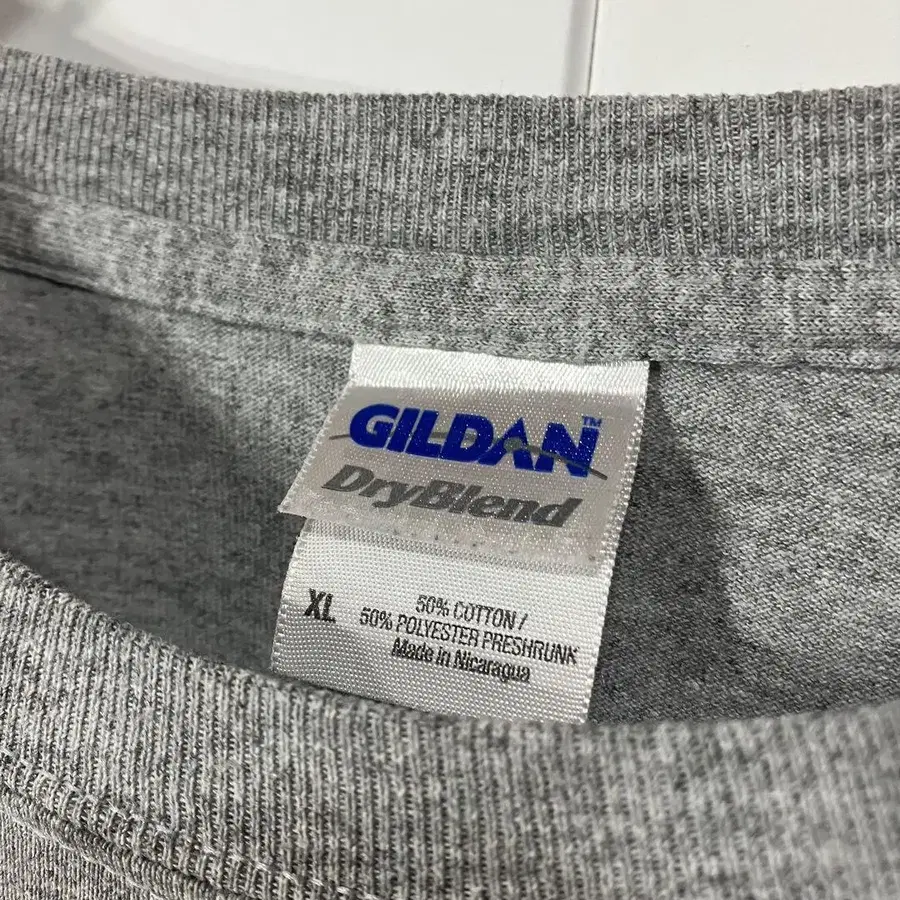 GILDAN™
DryBlend
XL
50% COTTON /
50% POLYESTER PRESHRUNK
Made in Nicaragua